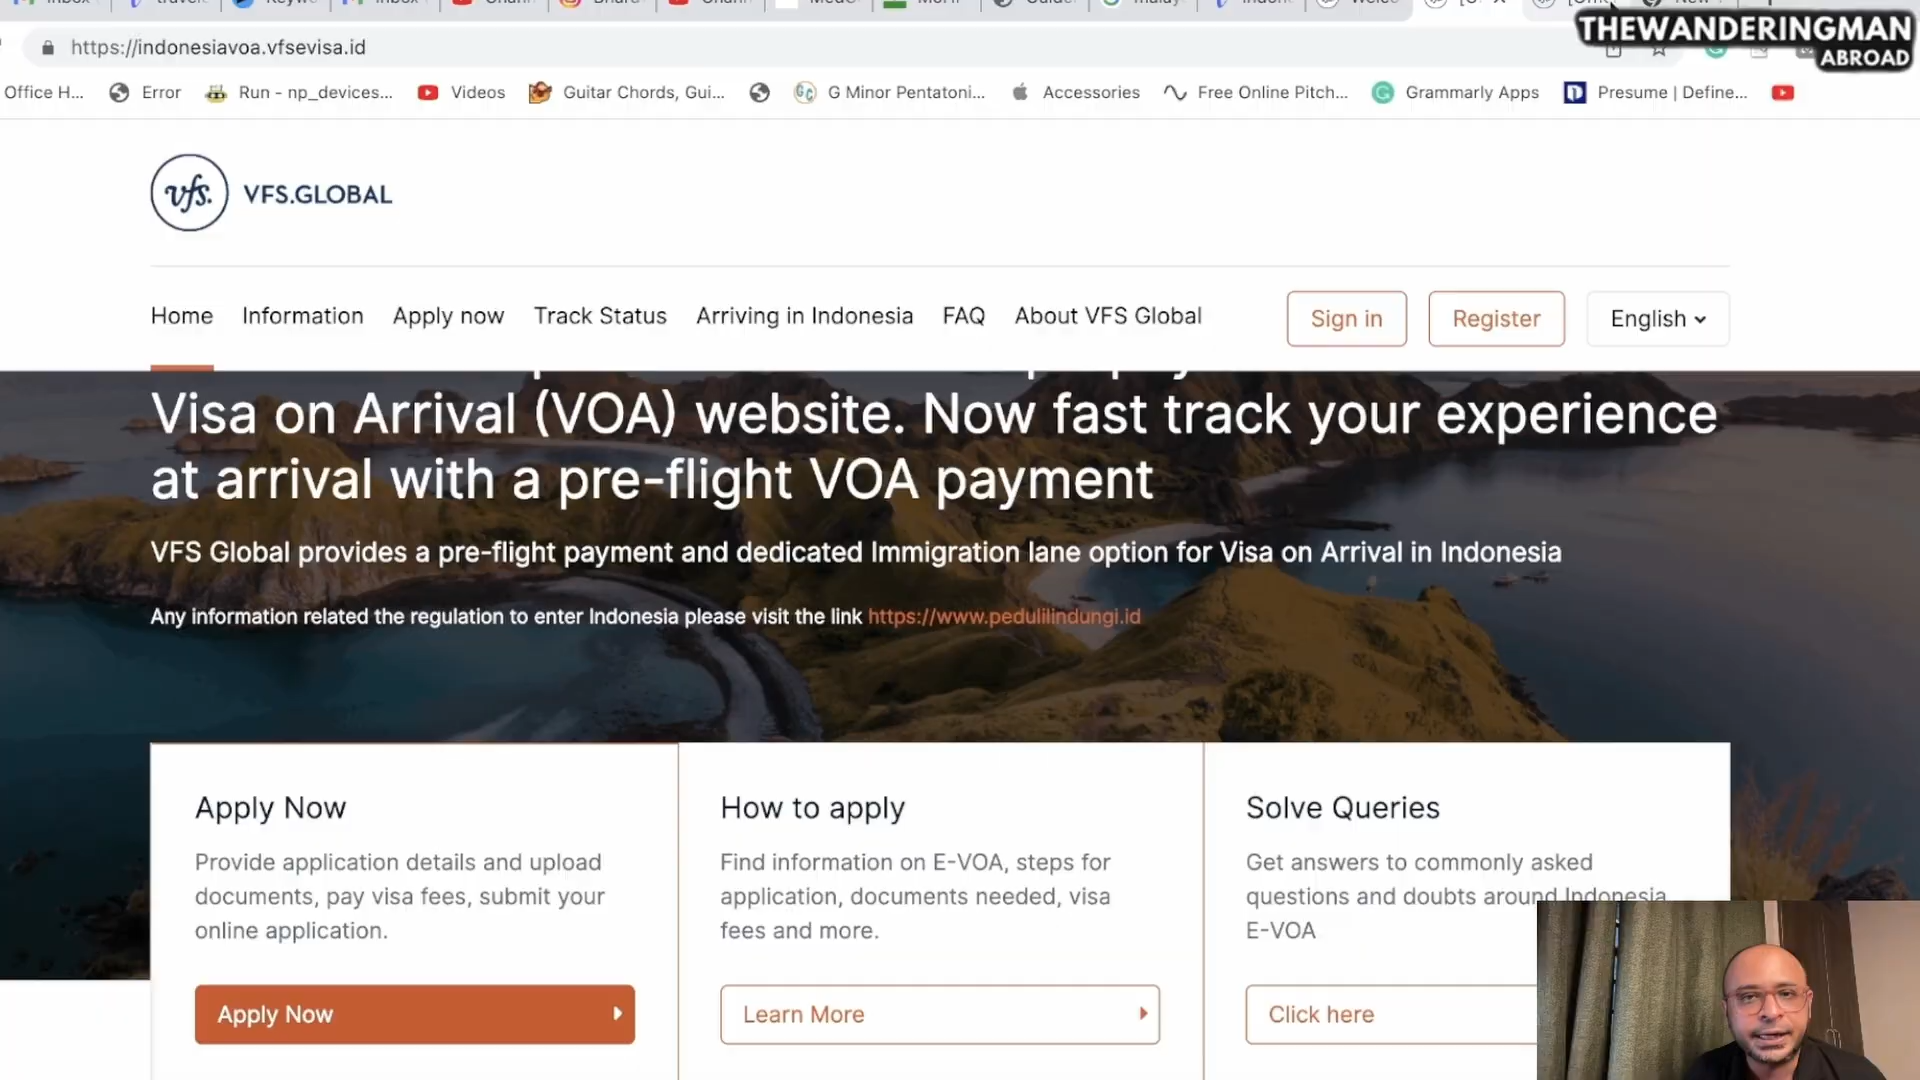 THEWANDERINGMAN
ABROAD
https://indonesiavoa.vfsevisa.id
Office H... Error Run - np_devices... Videos Guitar Chords, Gui... G Minor Pentatoni... Accessories Free Online Pitch... Grammarly Apps Presume | Define...
vfs. VFS.GLOBAL
Home Information Apply now Track Status Arriving in Indonesia FAQ About VFS Global Sign in Register English
Visa on Arrival (VOA) website. Now fast track your experience
at arrival with a pre-flight VOA payment
VFS Global provides a pre-flight payment and dedicated Immigration lane option for Visa on Arrival in Indonesia
Any information related the regulation to enter Indonesia please visit the link https://www.pedulilindungi.id
Apply Now
Provide application details and upload
documents, pay visa fees, submit your
online application.
Apply Now
How to apply
Find information on E-VOA, steps for
application, documents needed, visa
fees and more.
Learn More
Solve Queries
Get answers to commonly asked
questions and doubts around Indonesia
E-VOA
Click here